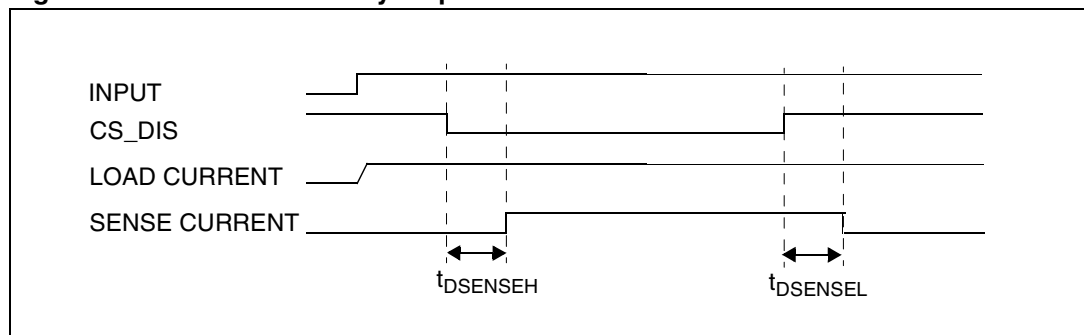 INPUT
CS_DIS
LOAD CURRENT
SENSE CURRENT
tDSENSEH
tDSENSEL